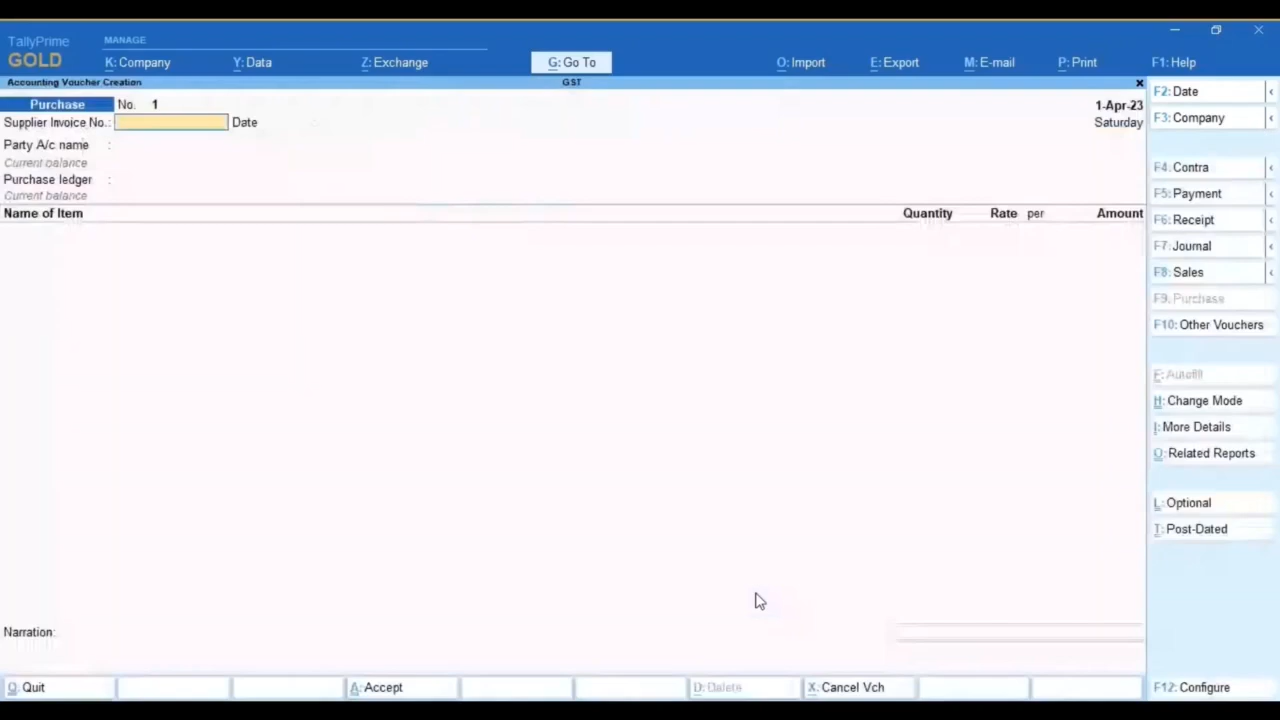 TallyPrime
GOLD
MANAGE
K: Company
Y: Data
Z: Exchange
G: Go To
O: Import
E: Export
M: E-mail
P: Print
F1: Help
Accounting Voucher Creation
GST
×
Purchase No. 1
1-Apr-23
Supplier Invoice No.: Date
Saturday
Party A/c name :
Current balance
Purchase ledger :
Current balance
Name of Item Quantity Rate per Amount
Narration:
F2: Date
F3: Company
F4: Contra
F5: Payment
F6: Receipt
F7: Journal
F8: Sales
F9: Purchase
F10: Other Vouchers
F: Autofill
H: Change Mode
I: More Details
O: Related Reports
L: Optional
T: Post-Dated
Q: Quit
A: Accept
D: Delete
X: Cancel Vch
F12: Configure